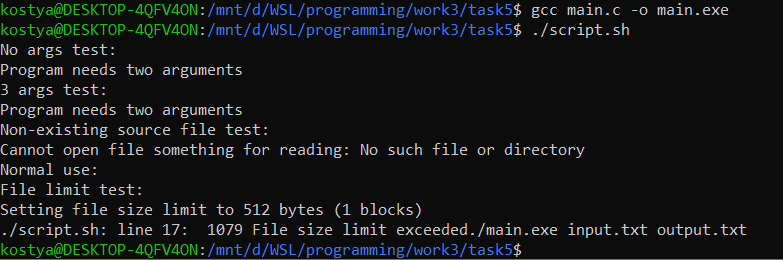 kostya@DESKTOP-4QFV4ON:/mnt/d/WSL/programming/work3/task5$ gcc main.c -o main.exe
kostya@DESKTOP-4QFV4ON:/mnt/d/WSL/programming/work3/task5$ ./script.sh
No args test:
Program needs two arguments
3 args test:
Program needs two arguments
Non-existing source file test:
Cannot open file something for reading: No such file or directory
Normal use:
File limit test:
Setting file size limit to 512 bytes (1 blocks)
./script.sh: line 17:  1079 File size limit exceeded./main.exe input.txt output.txt
kostya@DESKTOP-4QFV4ON:/mnt/d/WSL/programming/work3/task5$